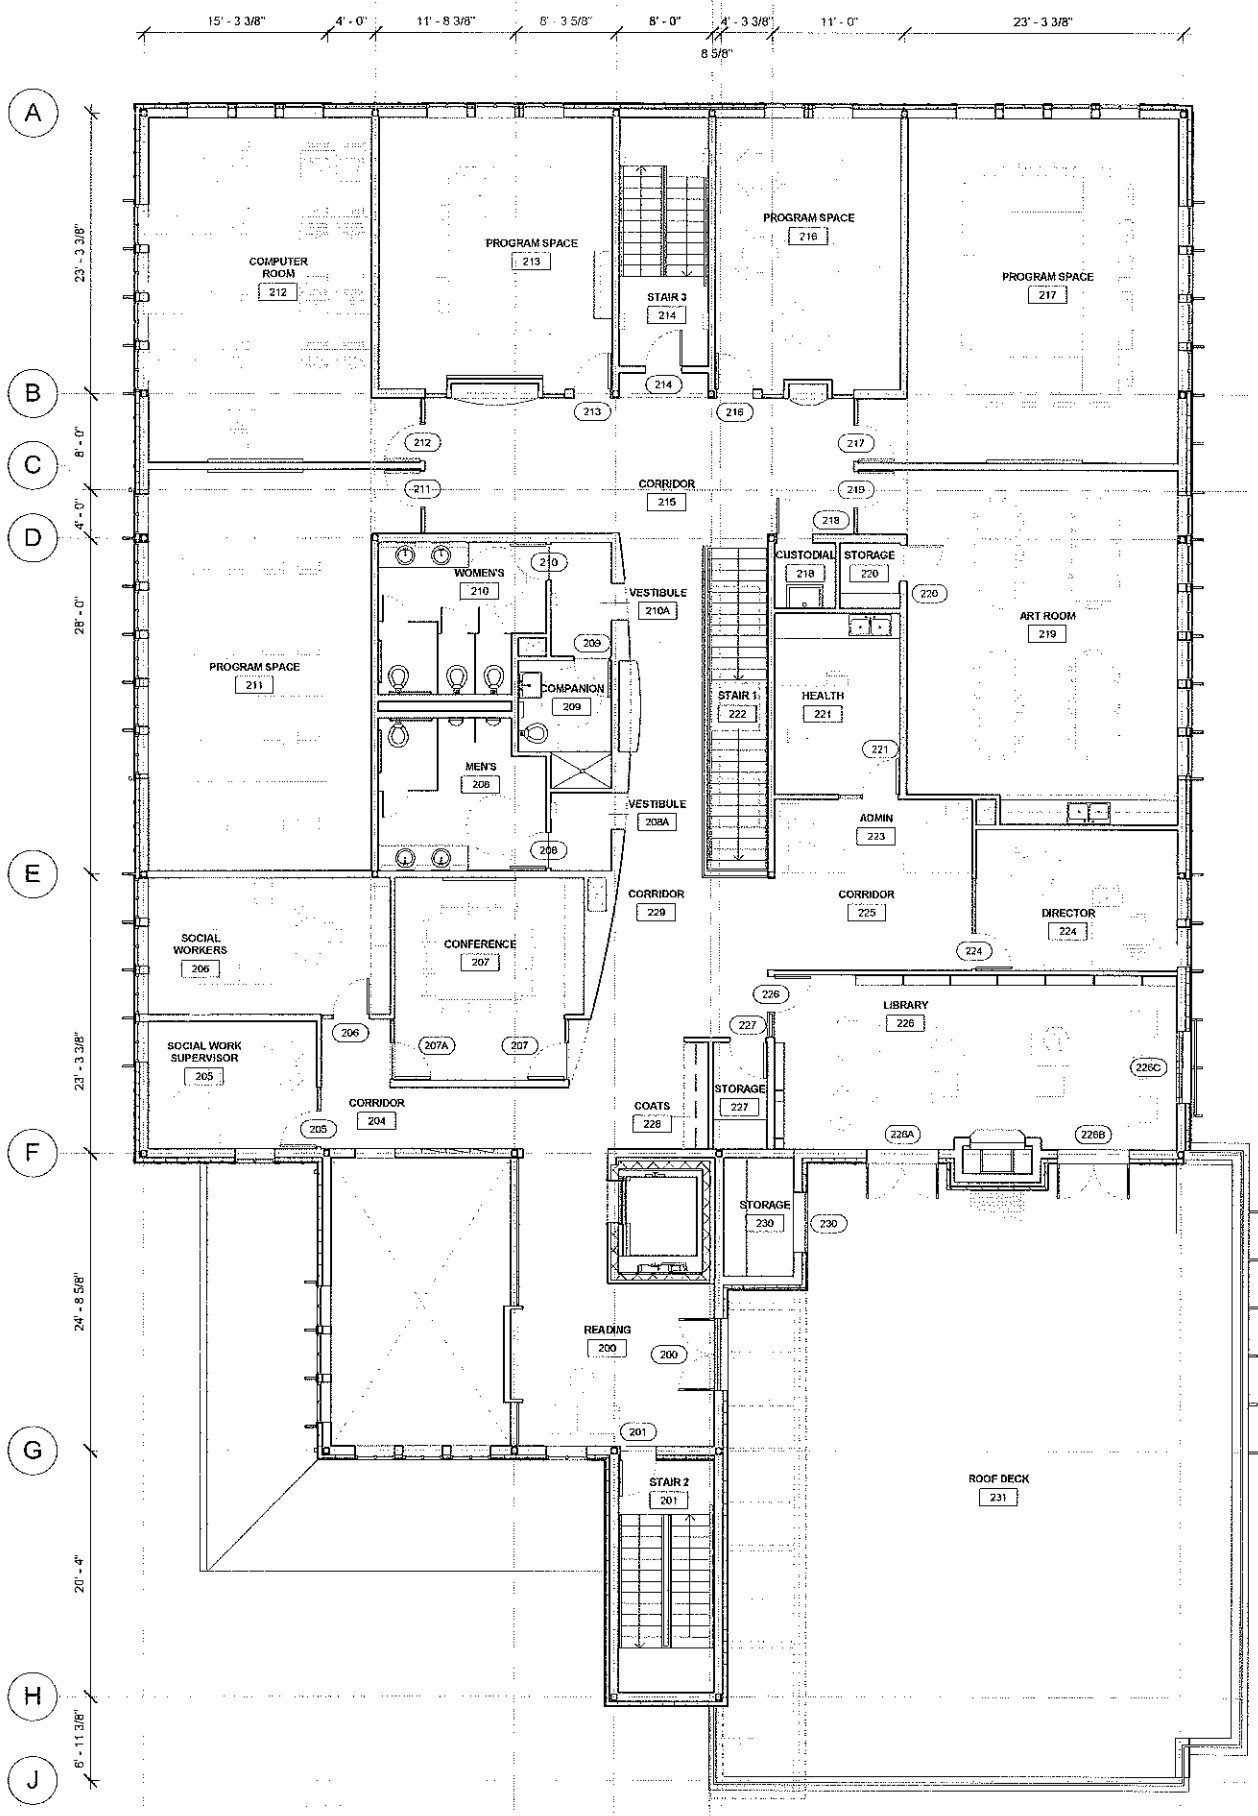 15' - 3 3/8"
4' - 0"
11' - 8 3/8"
8' - 3 5/8"
8' - 0"
4' - 3 3/8"
11' - 0"
23' - 3 3/8"
8 5/8"
A
23' - 3 3/8"
PROGRAM SPACE
216
PROGRAM SPACE
213
COMPUTER
ROOM
212
PROGRAM SPACE
217
STAIR 3
214
B
214
213
216
8' - 0"
212
217
C
CORRIDOR
215
211
219
4' - 0"
218
D
CUSTODIAL
218
STORAGE
220
WOMEN'S
210
210
VESTIBULE
210A
220
28' - 0"
ART ROOM
219
209
PROGRAM SPACE
211
COMPANION
209
STAIR 1
222
HEALTH
221
221
MEN'S
208
VESTIBULE
208A
ADMIN
223
208
E
CORRIDOR
229
CORRIDOR
225
DIRECTOR
224
SOCIAL
WORKERS
206
CONFERENCE
207
224
226
LIBRARY
226
227
206
207A
207
SOCIAL WORK
SUPERVISOR
205
226C
23' - 3 3/8"
CORRIDOR
204
COATS
228
STORAGE
227
205
226A
226B
F
STORAGE
230
230
24' - 8 5/8"
READING
200
200
201
G
STAIR 2
201
ROOF DECK
231
20' - 4"
H
6' - 11 3/8"
J